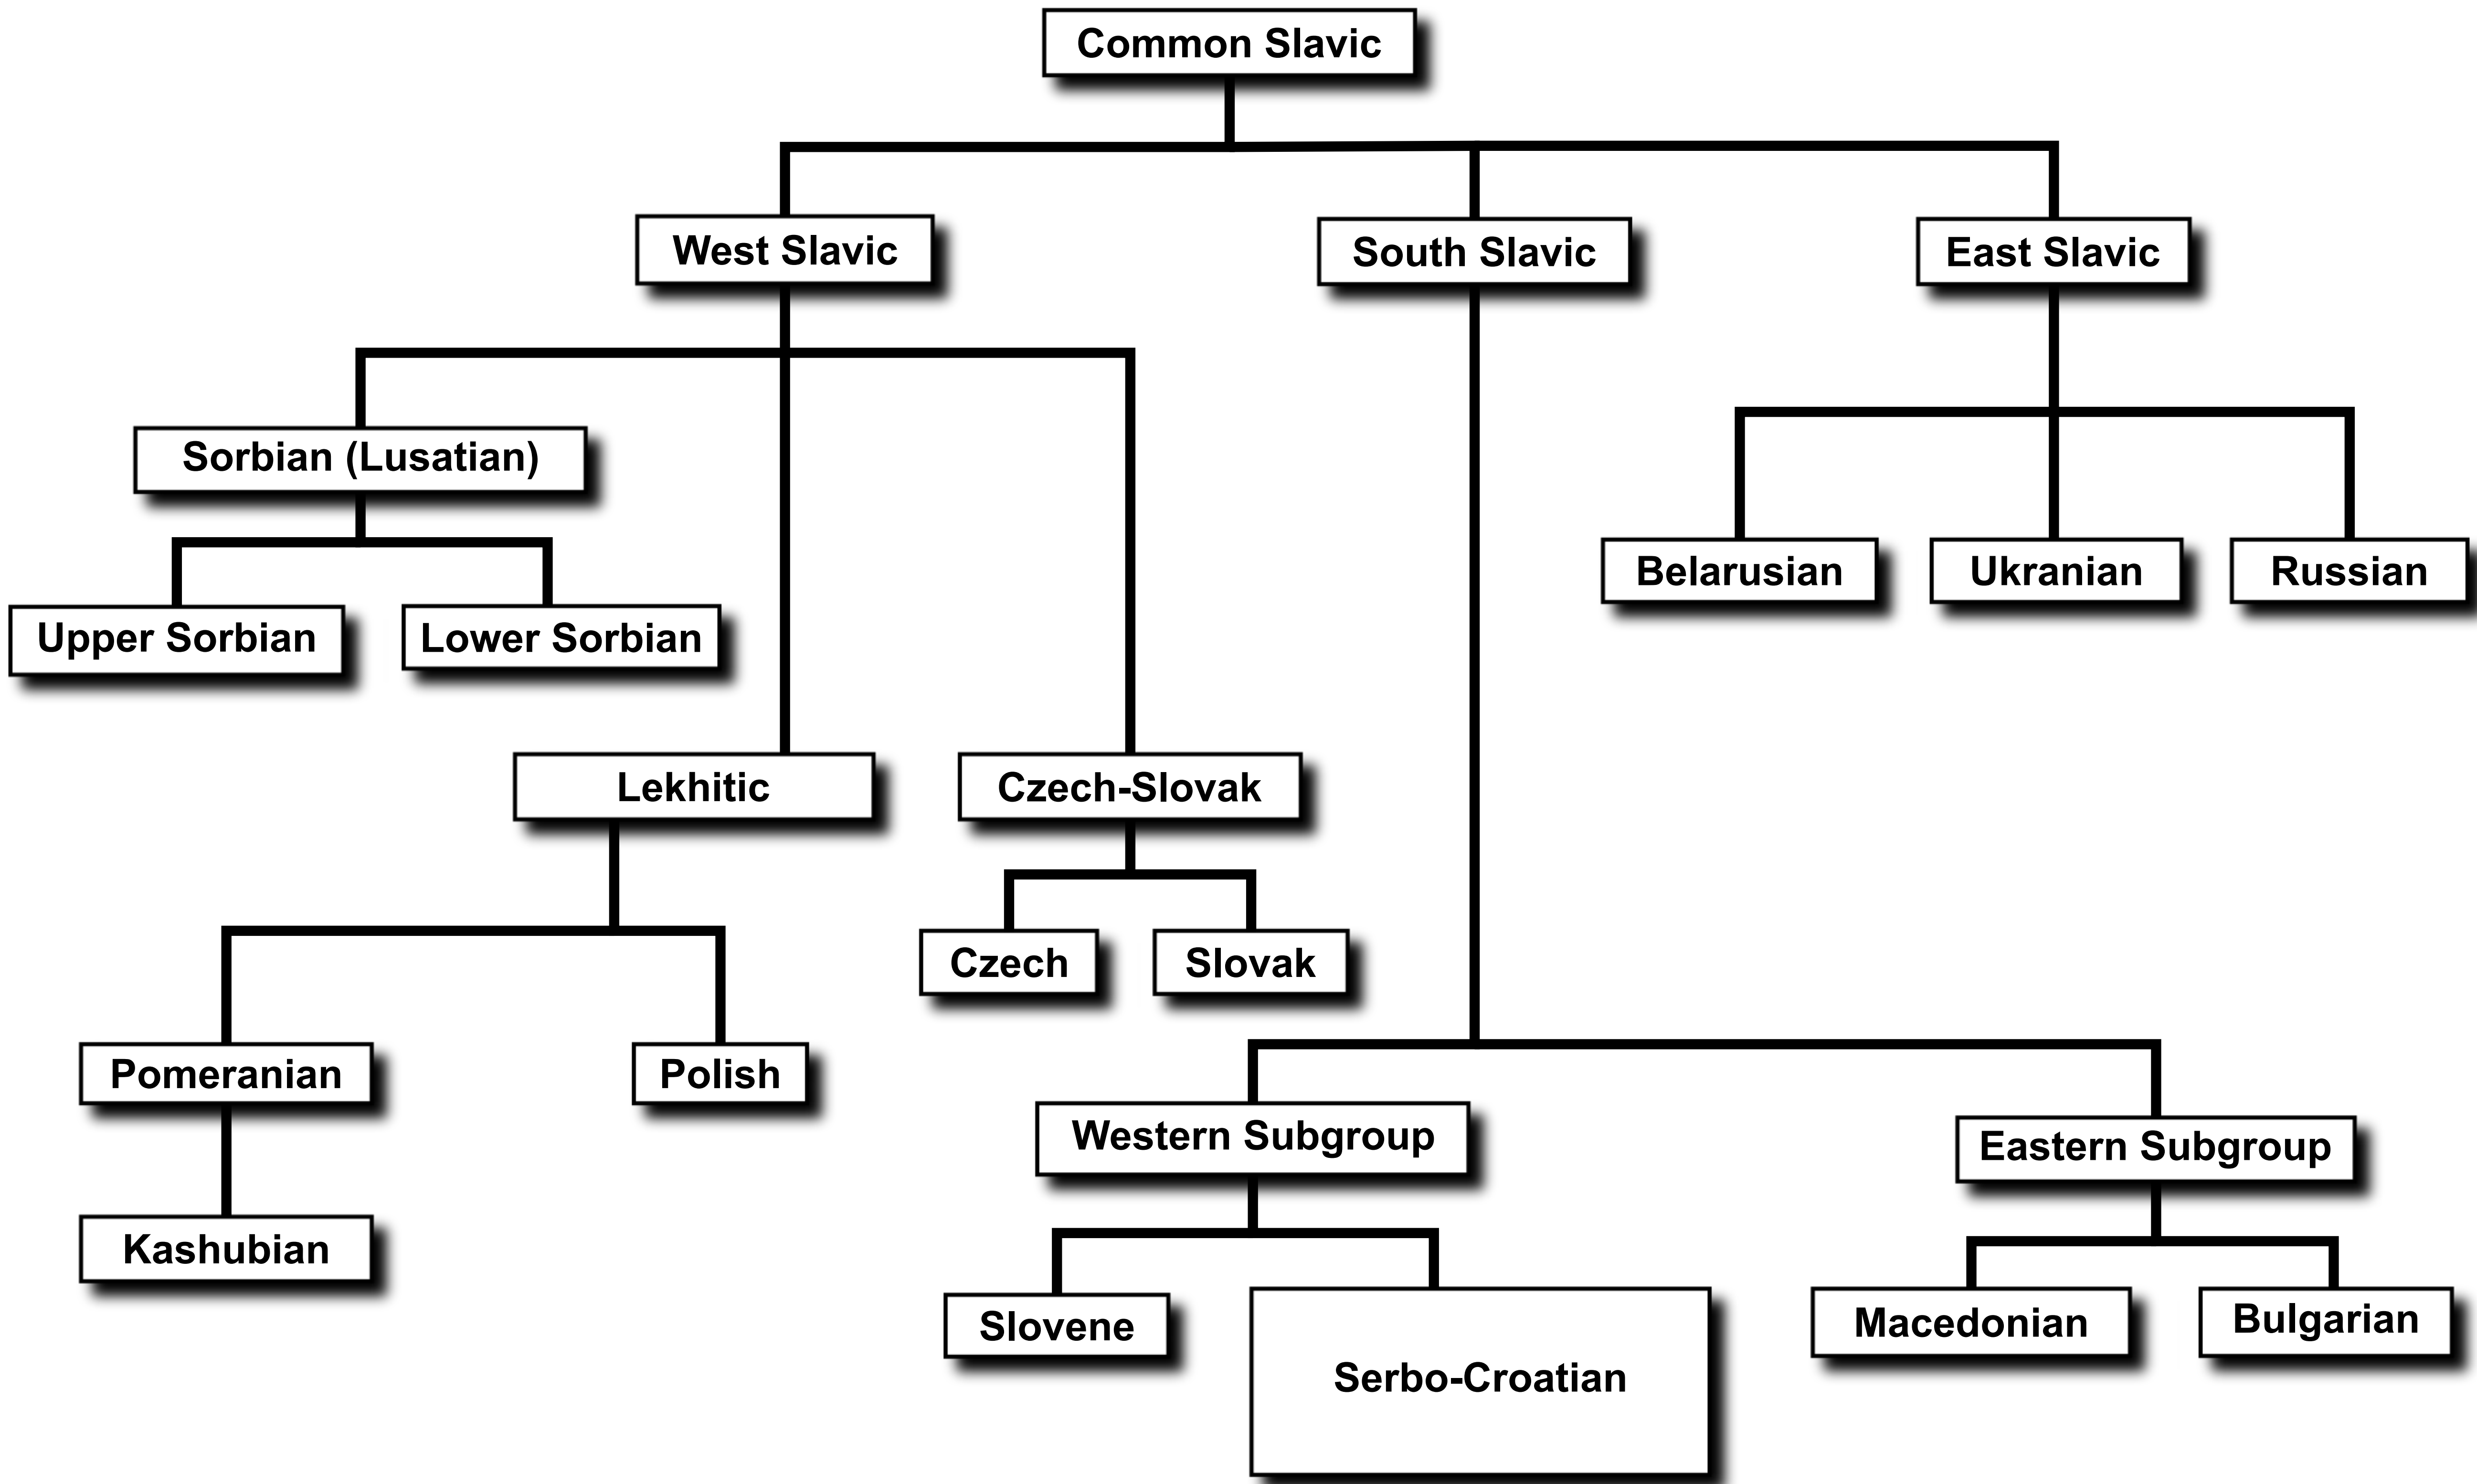 Common Slavic
West Slavic
South Slavic
East Slavic
Sorbian (Lusatian)
Belarusian
Ukranian
Russian
Upper Sorbian
Lower Sorbian
Lekhitic
Czech-Slovak
Czech
Slovak
Pomeranian
Polish
Western Subgroup
Eastern Subgroup
Kashubian
Slovene
Serbo-Croatian
Macedonian
Bulgarian